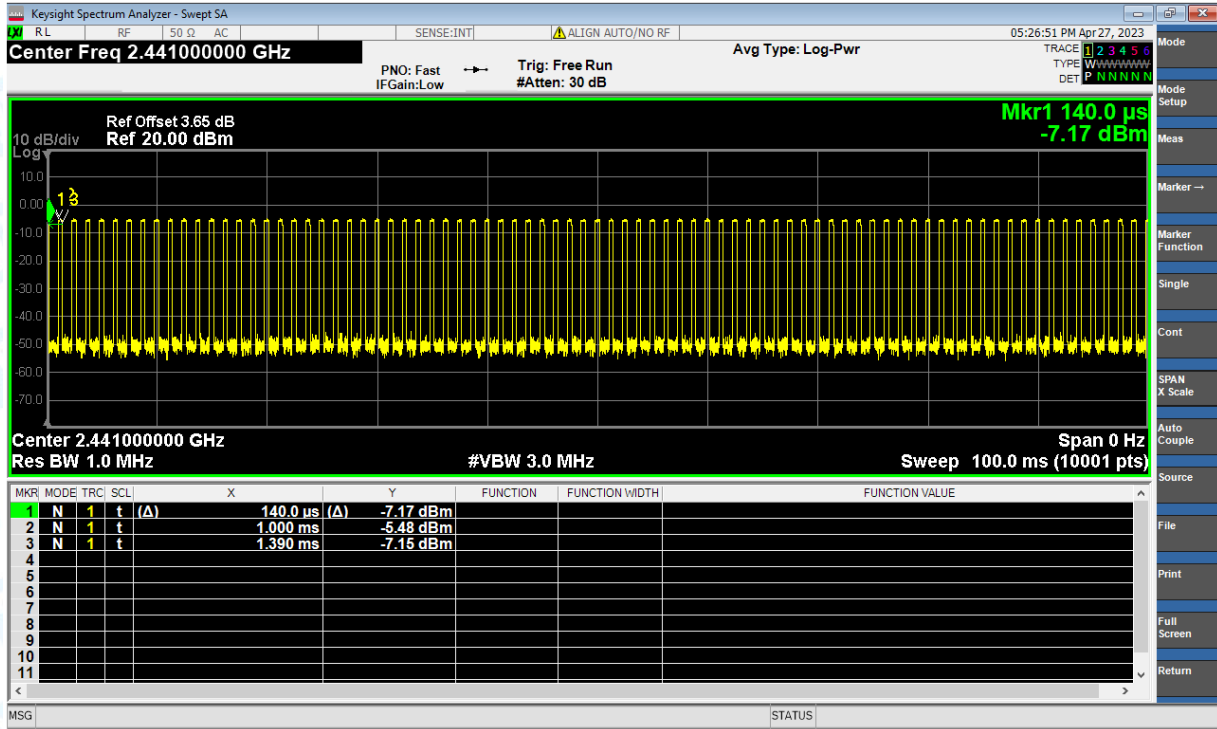 Keysight Spectrum Analyzer - Swept SA
LXI RL RF 50 Ω AC SENSE:INT ALIGN AUTO/NO RF 05:26:51 PM Apr 27, 2023
Center Freq 2.441000000 GHz
PNO: Fast
IFGain:Low
Trig: Free Run
#Atten: 30 dB
Avg Type: Log-Pwr
TRACE 1 2 3 4 5 6
TYPE WWWWWWW
DET P N N N N N
Mkr1 140.0 µs
-7.17 dBm
Ref Offset 3.65 dB
10 dB/div Ref 20.00 dBm
Log
10.0
0.00
-10.0
-20.0
-30.0
-40.0
-50.0
-60.0
-70.0
1 3
Center 2.441000000 GHz Span 0 Hz
Res BW 1.0 MHz #VBW 3.0 MHz Sweep 100.0 ms (10001 pts)
MKR MODE TRC SCL X Y FUNCTION FUNCTION WIDTH FUNCTION VALUE
1 N 1 t (Δ) 140.0 µs (Δ) -7.17 dBm
2 N 1 t 1.000 ms -5.48 dBm
3 N 1 t 1.390 ms -7.15 dBm
4
5
6
7
8
9
10
11
MSG STATUS
Mode
Mode
Setup
Meas
Marker→
Marker
Function
Single
Cont
SPAN
X Scale
Auto
Couple
Source
File
Print
Full
Screen
Return